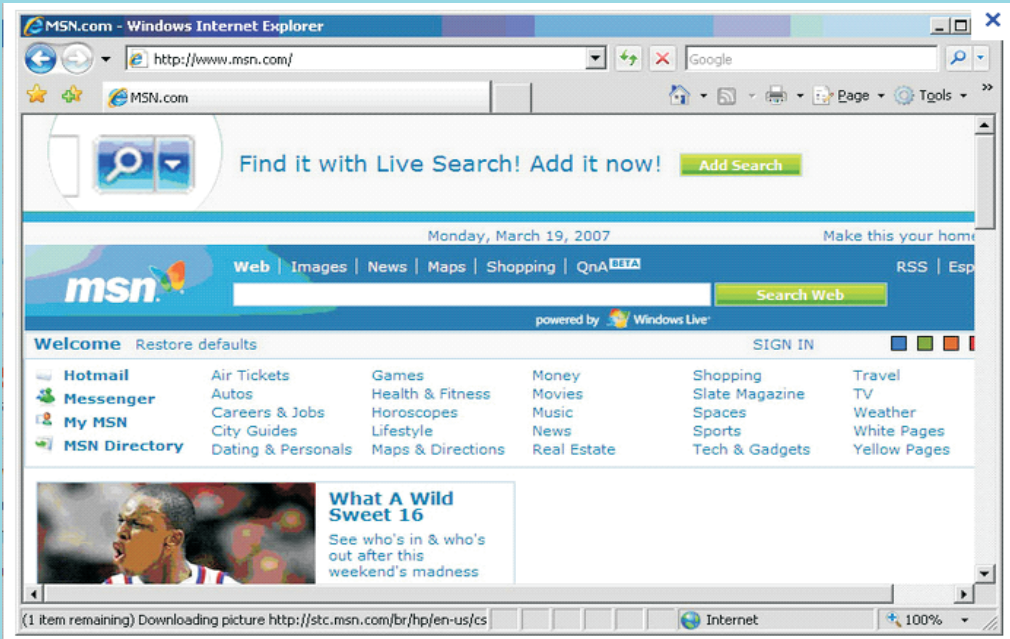 MSN.com - Windows Internet Explorer
http://www.msn.com/ Google
MSN.com Page Tools »
Find it with Live Search! Add it now! Add Search
Monday, March 19, 2007 Make this your home
Web | Images | News | Maps | Shopping | QnA BETA RSS | Esp
msn
Search Web
powered by Windows Live
Welcome Restore defaults SIGN IN
Hotmail Air Tickets Games Money Shopping Travel
Messenger Autos Health & Fitness Movies Slate Magazine TV
My MSN Careers & Jobs Horoscopes Music Spaces Weather
MSN Directory City Guides Lifestyle News Sports White Pages
Dating & Personals Maps & Directions Real Estate Tech & Gadgets Yellow Pages
What A Wild
Sweet 16
See who's in & who's
out after this
weekend's madness
(1 item remaining) Downloading picture http://stc.msn.com/br/hp/en-us/cs Internet 100%